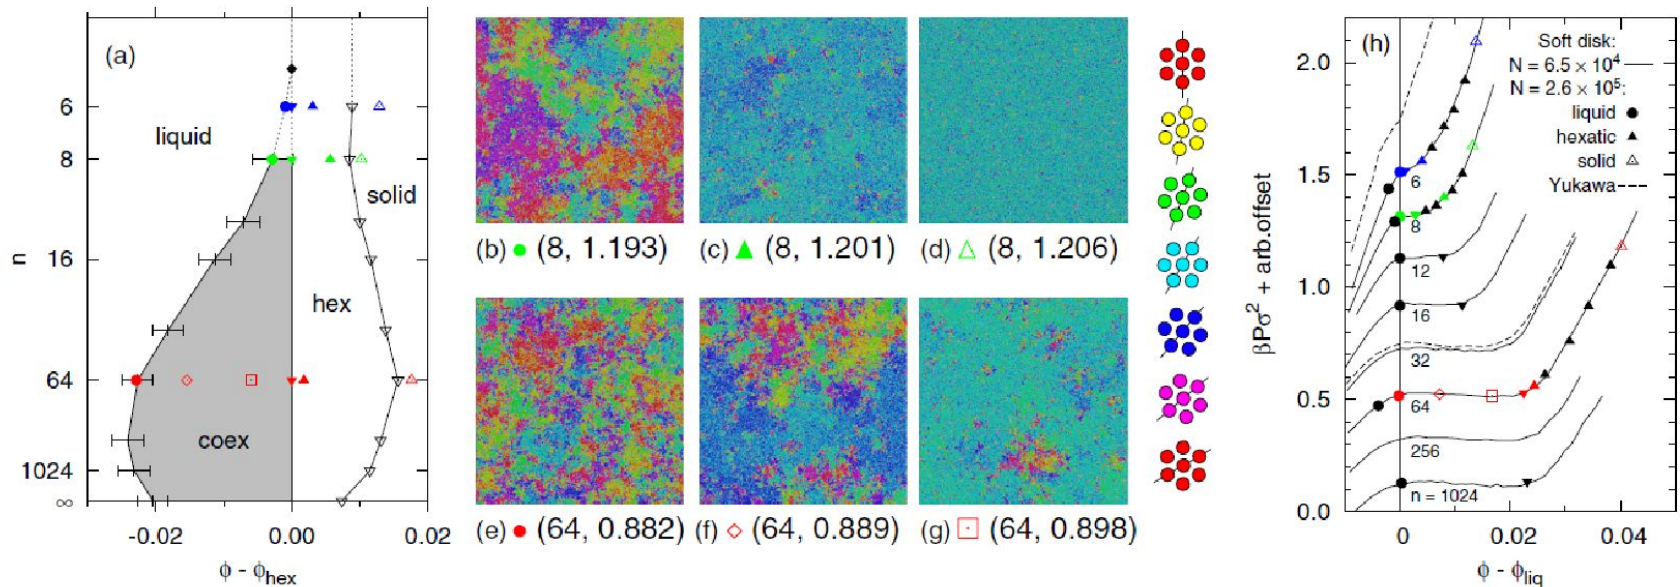 (a)
6
8
16
64
1024
∞
n
liquid
solid
hex
coex
-0.02
0.00
0.02
ϕ - ϕhex
(b) ● (8, 1.193)
(c) ▲ (8, 1.201)
(d) △ (8, 1.206)
(e) ● (64, 0.882)
(f) ◇ (64, 0.889)
(g) ⊡ (64, 0.898)
(h)
Soft disk:
N = 6.5 × 10⁴
N = 2.6 × 10⁵:
liquid ●
hexatic ▲
solid △
Yukawa
2.0
1.5
1.0
0.5
0.0
βPσ² + arb.offset
6
8
12
16
32
64
256
n = 1024
0
0.02
0.04
ϕ - ϕliq